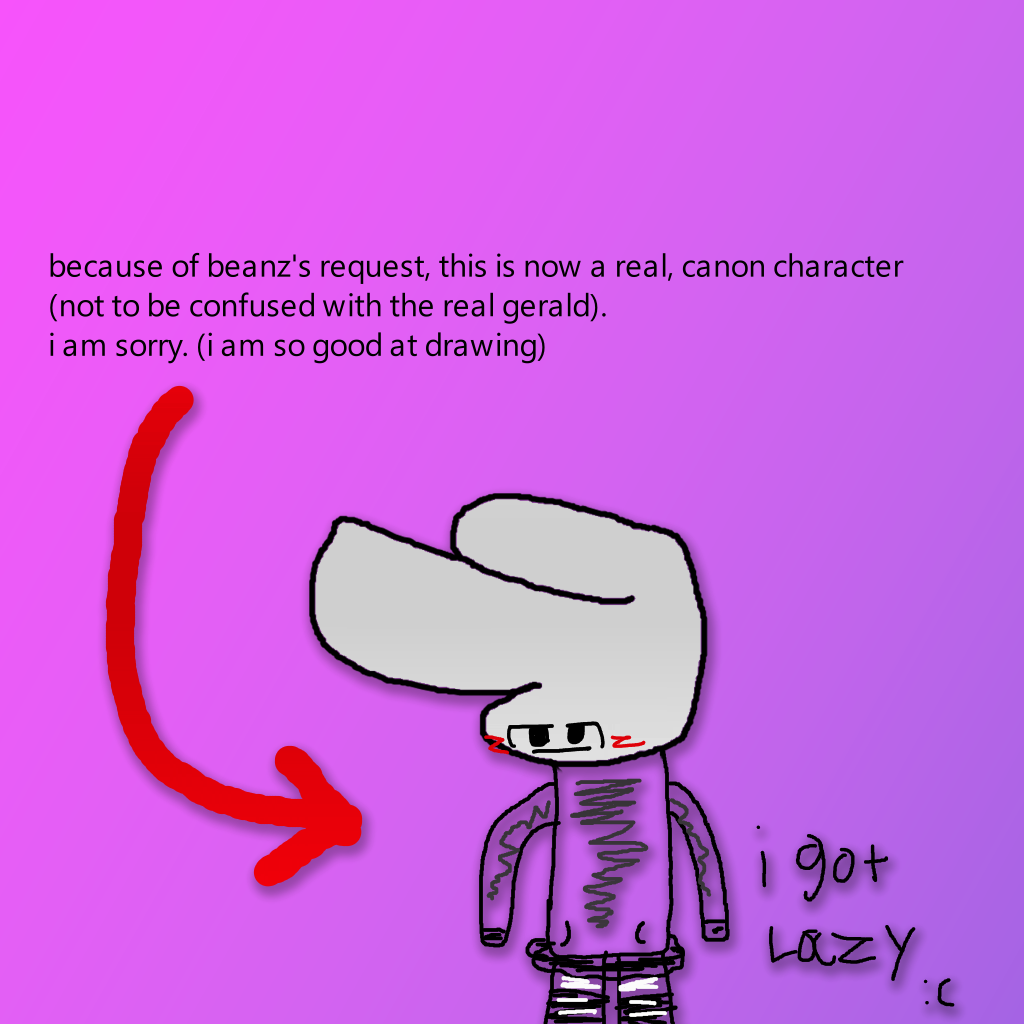 because of beanz's request, this is now a real, canon character
(not to be confused with the real gerald).
i am sorry. (i am so good at drawing)
i got
Lazy
:c